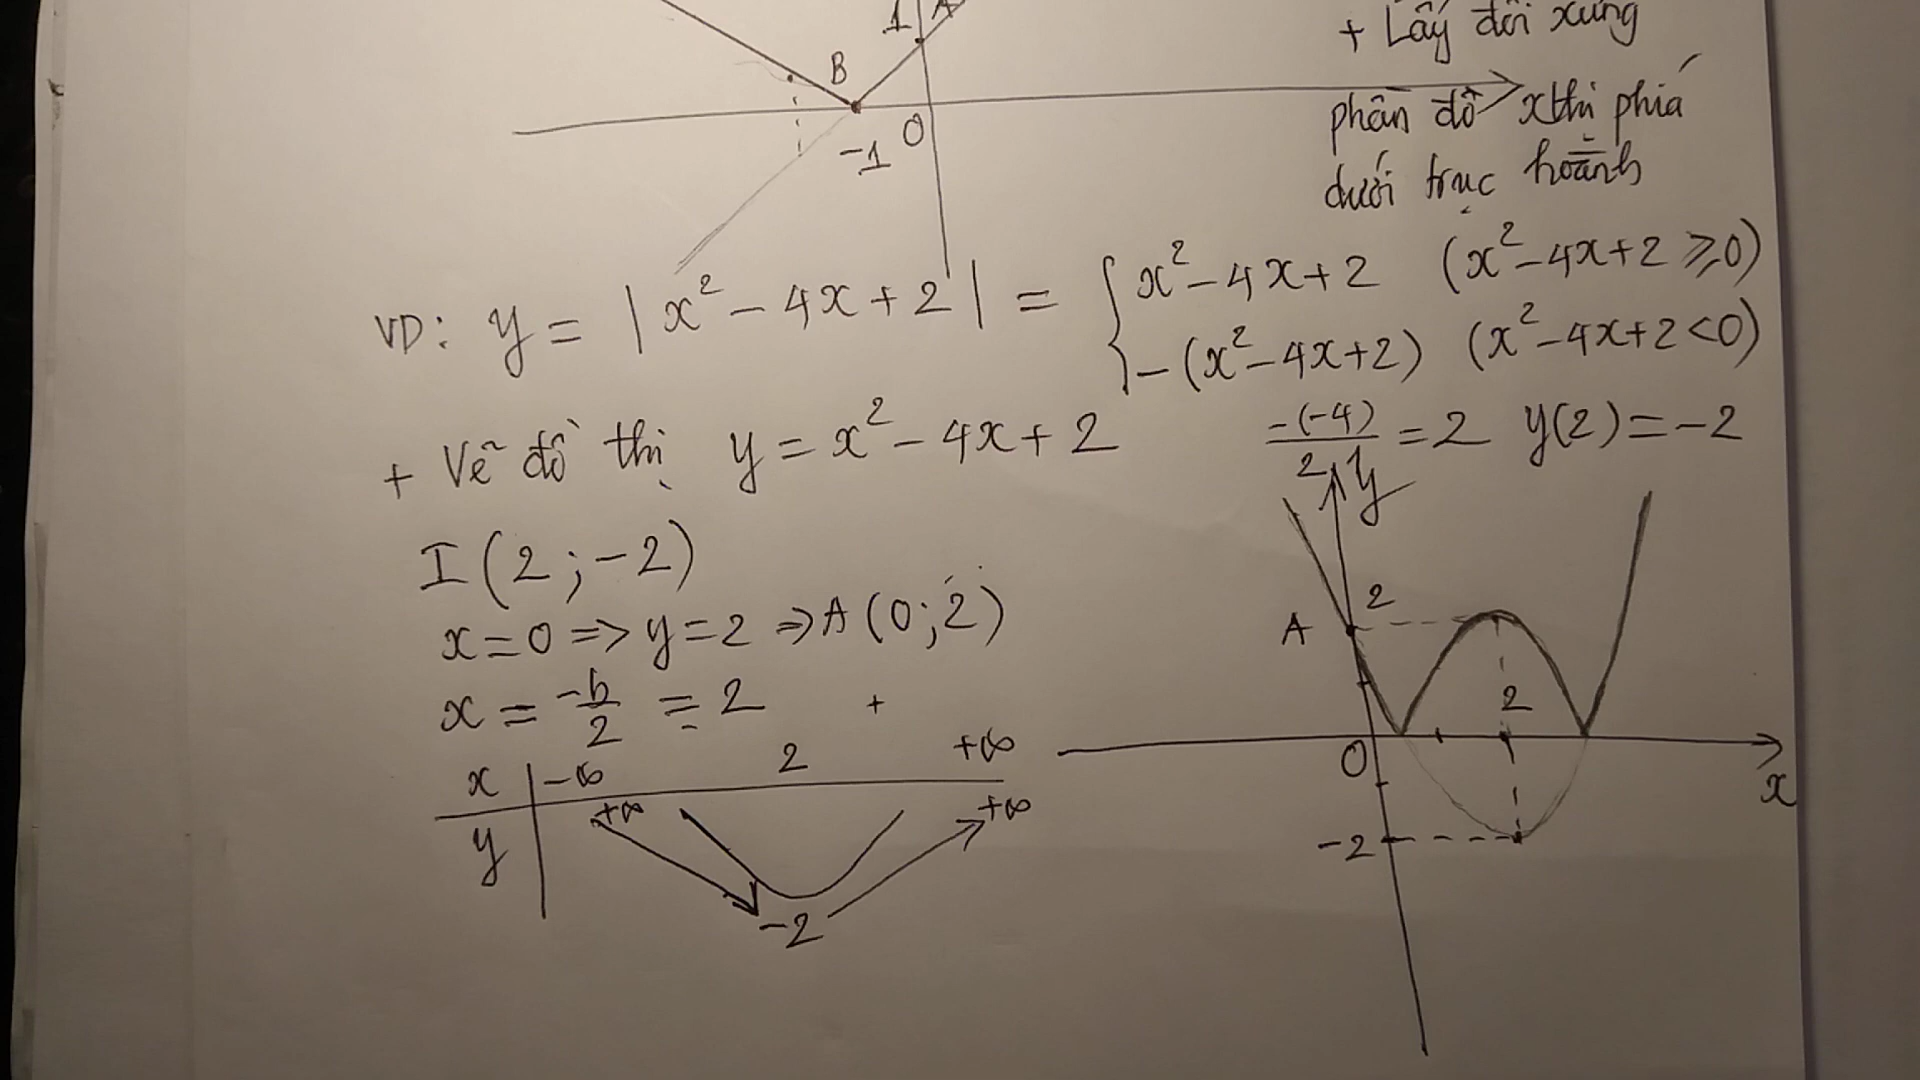 1 A
+ Lấy đối xứng
B
phần đồ thị phía
x
-1 0
dưới trục hoành
VD: y = |x² - 4x + 2| = { x² - 4x + 2 (x² - 4x + 2 ⩾ 0)
-(x² - 4x + 2) (x² - 4x + 2 < 0)
+ Vẽ đồ thị y = x² - 4x + 2
-(-4)/2 = 2 y(2) = -2
I(2; -2)
x = 0 => y = 2 => A(0; 2)
x = -b/2 = 2 +
x -∞ 2 +∞
y +∞ -2 +∞
y
2
A
2
O
x
-2